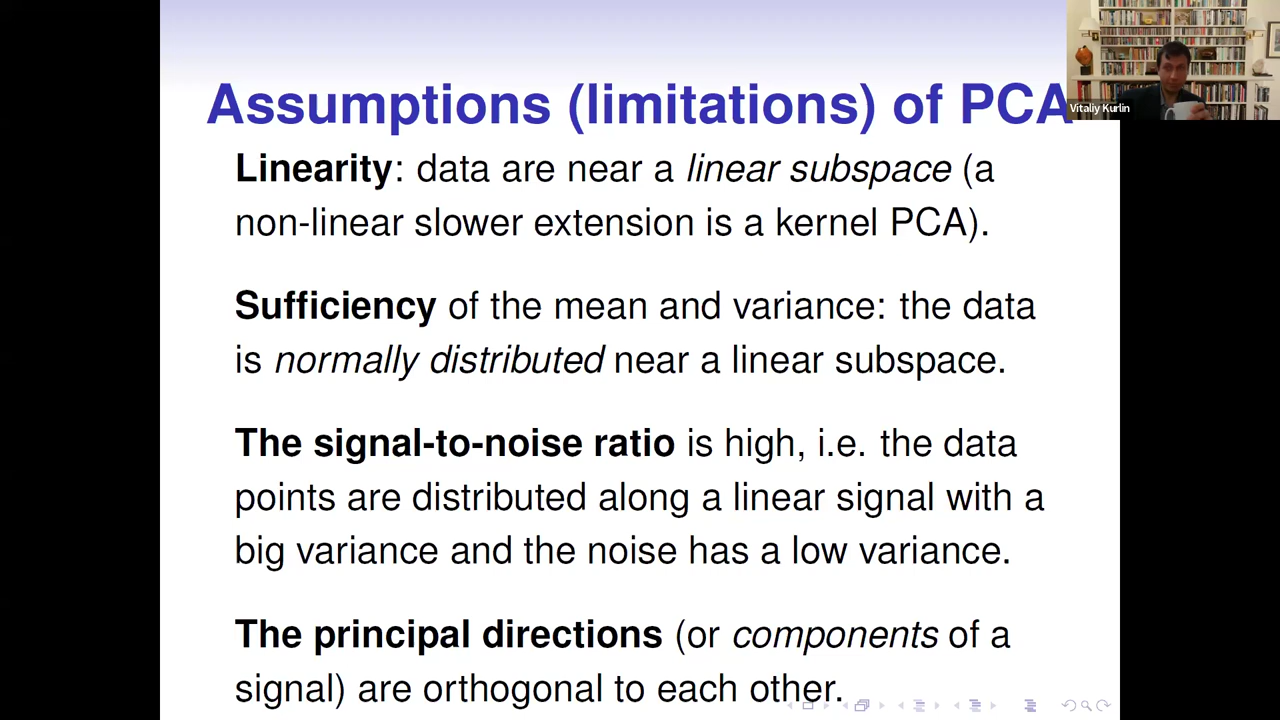 Assumptions (limitations) of PCA
Vitaliy Kurlin
Linearity: data are near a linear subspace (a
non-linear slower extension is a kernel PCA).
Sufficiency of the mean and variance: the data
is normally distributed near a linear subspace.
The signal-to-noise ratio is high, i.e. the data
points are distributed along a linear signal with a
big variance and the noise has a low variance.
The principal directions (or components of a
signal) are orthogonal to each other.